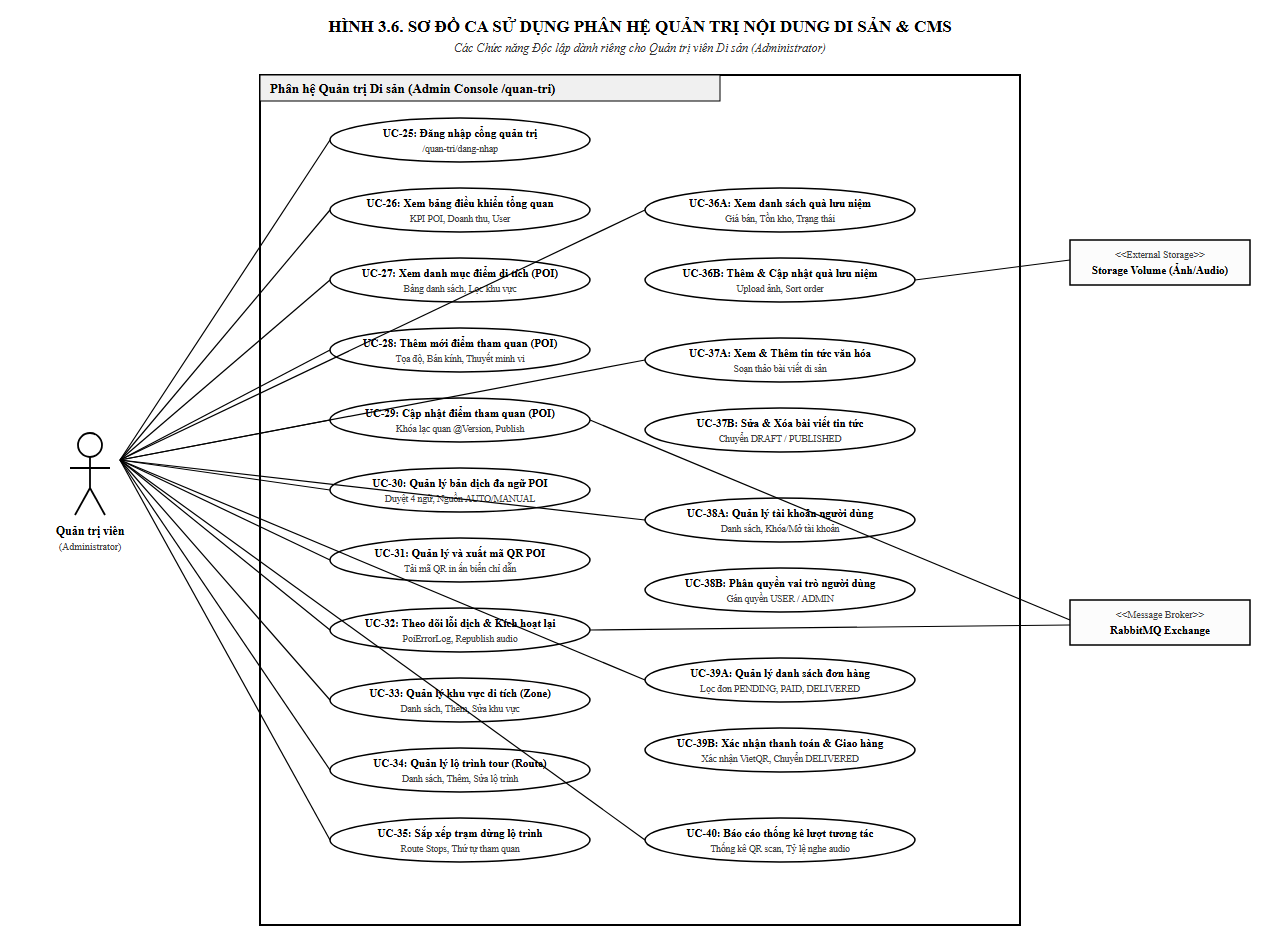 HÌNH 3.6. SƠ ĐỒ CA SỬ DỤNG PHÂN HỆ QUẢN TRỊ NỘI DUNG DI SẢN & CMS
Các Chức năng Độc lập dành riêng cho Quản trị viên Di sản (Administrator)
Phân hệ Quản trị Di sản (Admin Console /quan-tri)
UC-25: Đăng nhập cổng quản trị
/quan-tri/dang-nhap
UC-26: Xem bảng điều khiển tổng quan
KPI POI, Doanh thu, User
UC-27: Xem danh mục điểm di tích (POI)
Bảng danh sách, Lọc khu vực
UC-28: Thêm mới điểm tham quan (POI)
Tọa độ, Bán kính, Thuyết minh vi
UC-29: Cập nhật điểm tham quan (POI)
Khóa lạc quan @Version, Publish
UC-30: Quản lý bản dịch đa ngữ POI
Duyệt 4 ngữ, Nguồn AUTO/MANUAL
UC-31: Quản lý và xuất mã QR POI
Tải mã QR in ấn biển chỉ dẫn
UC-32: Theo dõi lỗi dịch & Kích hoạt lại
PoiErrorLog, Republish audio
UC-33: Quản lý khu vực di tích (Zone)
Danh sách, Thêm, Sửa khu vực
UC-34: Quản lý lộ trình tour (Route)
Danh sách, Thêm, Sửa lộ trình
UC-35: Sắp xếp trạm dừng lộ trình
Route Stops, Thứ tự tham quan
UC-36A: Xem danh sách quà lưu niệm
Giá bán, Tồn kho, Trạng thái
UC-36B: Thêm & Cập nhật quà lưu niệm
Upload ảnh, Sort order
UC-37A: Xem & Thêm tin tức văn hóa
Soạn thảo bài viết di sản
UC-37B: Sửa & Xóa bài viết tin tức
Chuyển DRAFT / PUBLISHED
UC-38A: Quản lý tài khoản người dùng
Danh sách, Khóa/Mở tài khoản
UC-38B: Phân quyền vai trò người dùng
Gán quyền USER / ADMIN
UC-39A: Quản lý danh sách đơn hàng
Lọc đơn PENDING, PAID, DELIVERED
UC-39B: Xác nhận thanh toán & Giao hàng
Xác nhận VietQR, Chuyển DELIVERED
UC-40: Báo cáo thống kê lượt tương tác
Thống kê QR scan, Tỷ lệ nghe audio
Quản trị viên
(Administrator)
<<External Storage>>
Storage Volume (Ảnh/Audio)
<<Message Broker>>
RabbitMQ Exchange